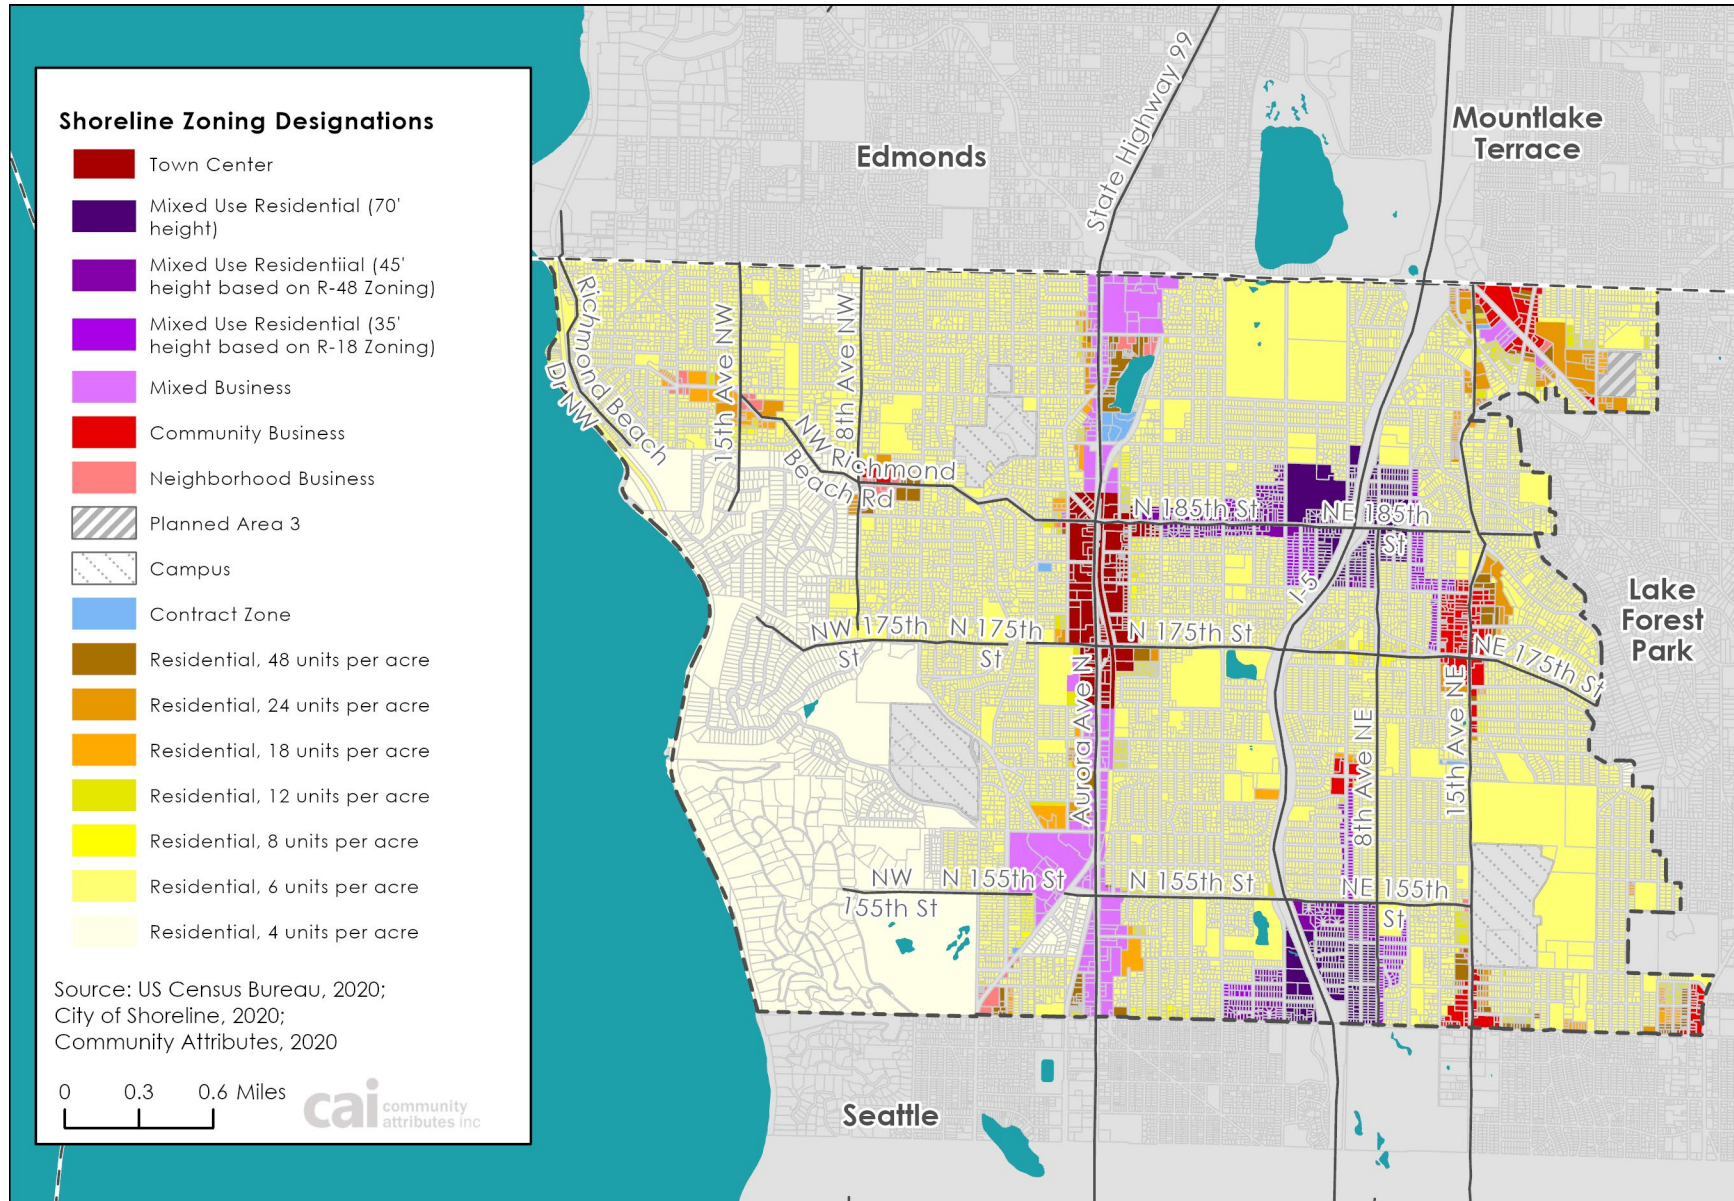 Shoreline Zoning Designations
Town Center
Mixed Use Residential (70'
height)
Mixed Use Residentiial (45'
height based on R-48 Zoning)
Mixed Use Residential (35'
height based on R-18 Zoning)
Mixed Business
Community Business
Neighborhood Business
Planned Area 3
Campus
Contract Zone
Residential, 48 units per acre
Residential, 24 units per acre
Residential, 18 units per acre
Residential, 12 units per acre
Residential, 8 units per acre
Residential, 6 units per acre
Residential, 4 units per acre
Source: US Census Bureau, 2020;
City of Shoreline, 2020;
Community Attributes, 2020
0 0.3 0.6 Miles
cai community
attributes inc
Edmonds
State Highway 99
Mountlake
Terrace
Richmond Beach
Dr NW
15th Ave NW
8th Ave NW
NW Richmond
Beach Rd
N 185th St
NE 185th
St
I-5
Lake
Forest
Park
NW 175th
St
N 175th
St
N 175th St
NE 175th St
Aurora Ave N
8th Ave NE
15th Ave NE
NW
155th St
N 155th St
N 155th St
NE 155th
St
Seattle